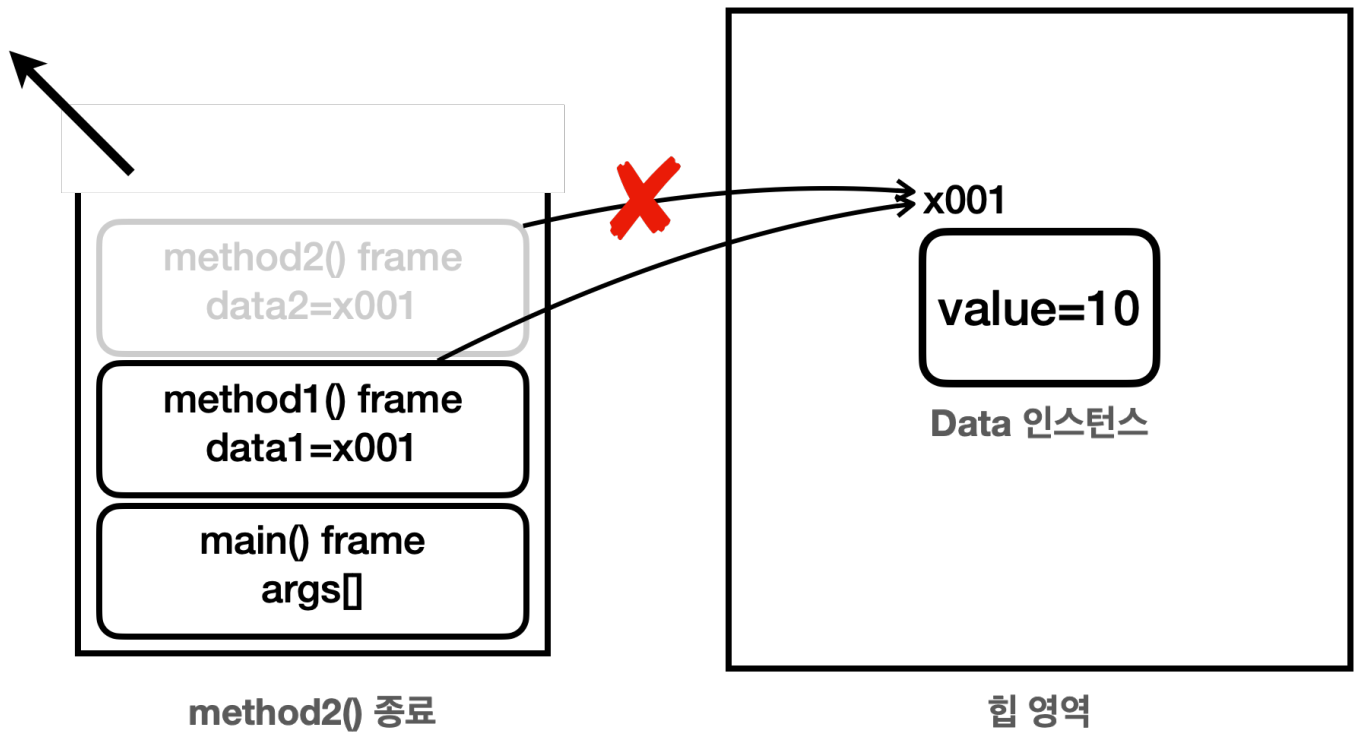 method2() frame
data2=x001
method1() frame
data1=x001
main() frame
args[]
method2() 종료
x001
value=10
Data 인스턴스
힙 영역